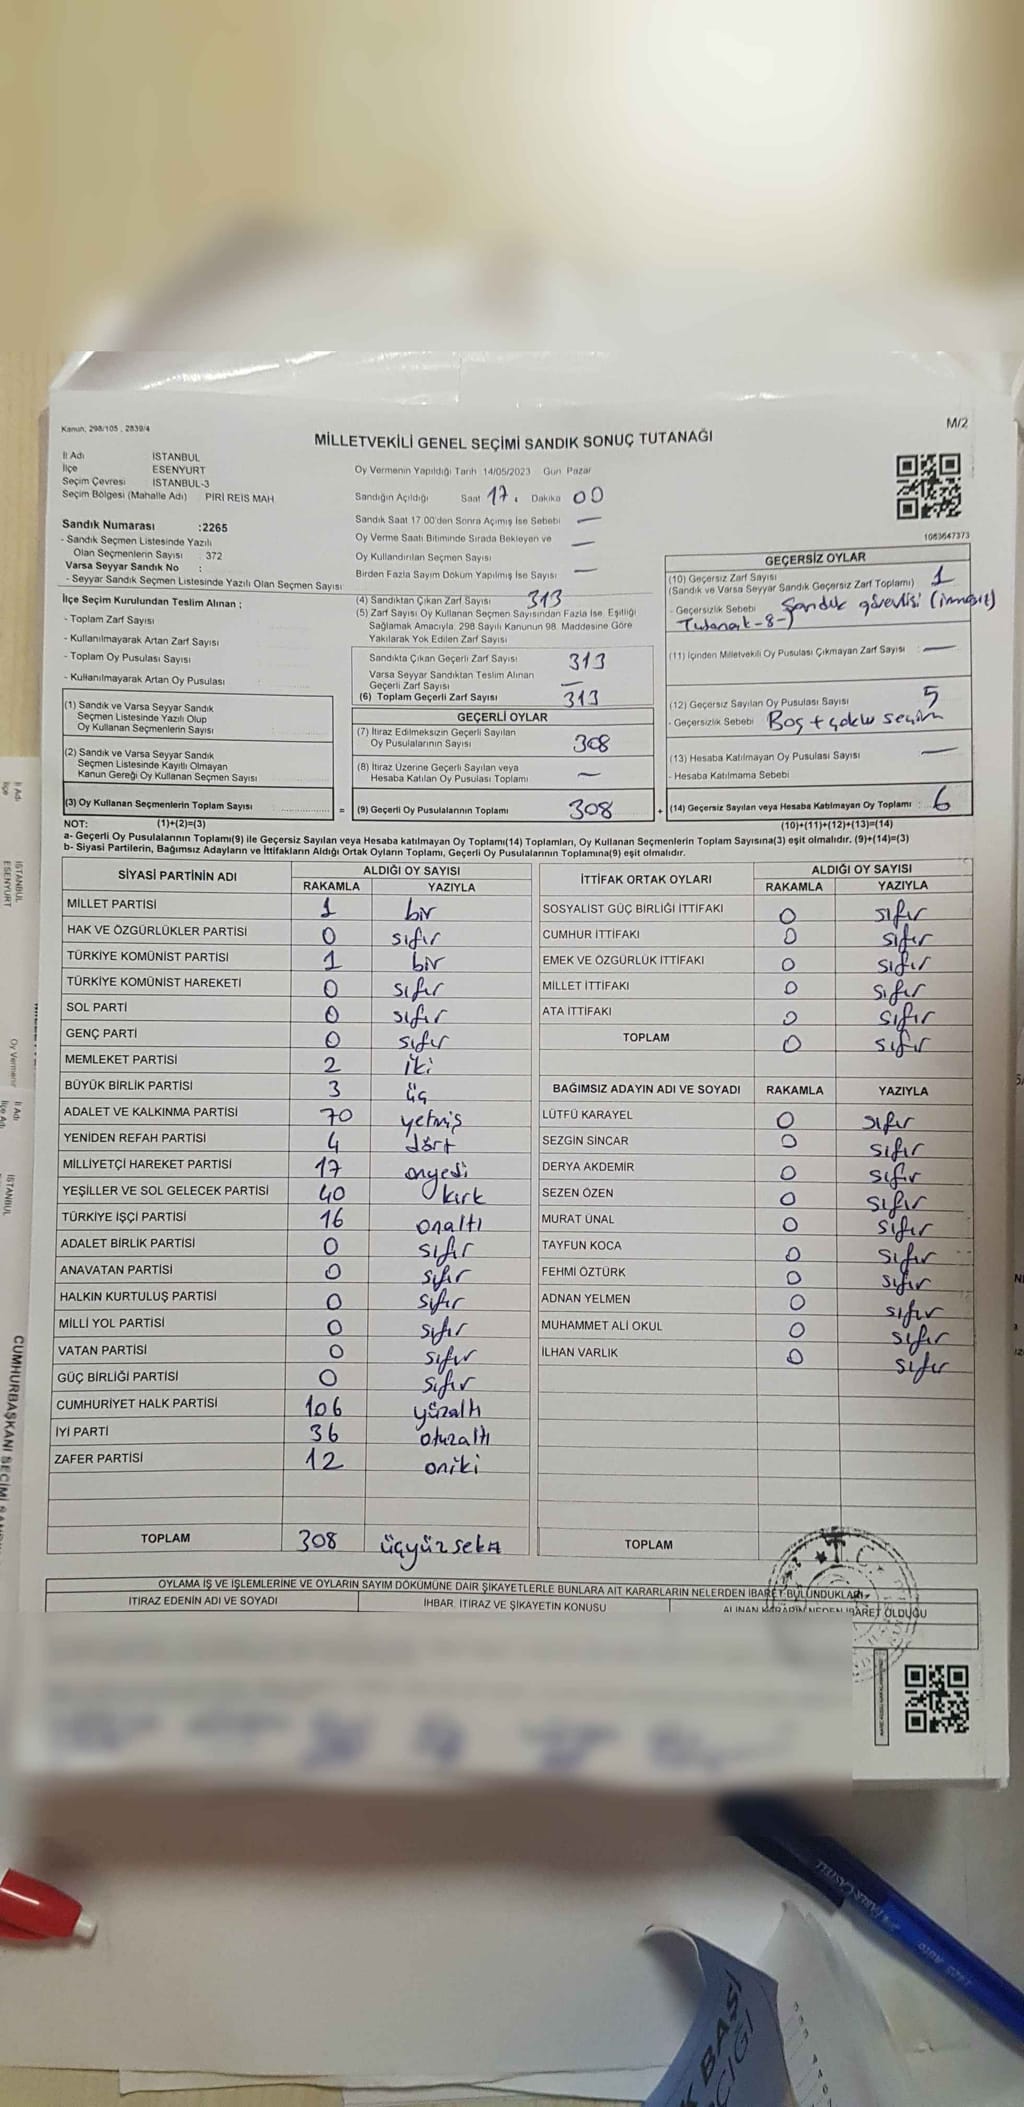 Kanun: 298/105 , 2839/4
M/2
MİLLETVEKİLİ GENEL SEÇİMİ SANDIK SONUÇ TUTANAĞI
İl Adı İSTANBUL
İlçe ESENYURT
Seçim Çevresi İSTANBUL-3
Seçim Bölgesi (Mahalle Adı) PİRİ REİS MAH
Sandık Numarası :2265
- Sandık Seçmen Listesinde Yazılı
Olan Seçmenlerin Sayısı : 372
Varsa Seyyar Sandık No :
- Seyyar Sandık Seçmen Listesinde Yazılı Olan Seçmen Sayısı
Oy Vermenin Yapıldığı Tarih 14/05/2023 Gün Pazar
Sandığın Açıldığı Saat 17. Dakika 00
Sandık Saat 17 00'den Sonra Açımış İse Sebebi —
Oy Verme Saati Bitiminde Sırada Bekleyen ve
Oy Kullandırılan Seçmen Sayısı —
Birden Fazla Sayım Döküm Yapılmış İse Sayısı —
1063647373
İlçe Seçim Kurulundan Teslim Alınan :
- Toplam Zarf Sayısı
- Kullanılmayarak Artan Zarf Sayısı
- Toplam Oy Pusulası Sayısı
- Kullanılmayarak Artan Oy Pusulası
(1) Sandık ve Varsa Seyyar Sandık
Seçmen Listesinde Yazılı Olup
Oy Kullanan Seçmenlerin Sayısı
(2) Sandık ve Varsa Seyyar Sandık
Seçmen Listesinde Kayıtlı Olmayan
Kanun Gereği Oy Kullanan Seçmen Sayısı
(3) Oy Kullanan Seçmenlerin Toplam Sayısı
(1)+(2)=(3)
(4) Sandıktan Çıkan Zarf Sayısı 313
(5) Zarf Sayısı Oy Kullanan Seçmen Sayısından Fazla İse, Eşitliği
Sağlamak Amacıyla, 298 Sayılı Kanunun 98. Maddesine Göre
Yakılarak Yok Edilen Zarf Sayısı
Sandıkta Çıkan Geçerli Zarf Sayısı 313
Varsa Seyyar Sandıktan Teslim Alınan
Geçerli Zarf Sayısı —
(6) Toplam Geçerli Zarf Sayısı 313
GEÇERLİ OYLAR
(7) İtiraz Edilmeksizin Geçerli Sayılan
Oy Pusulalarının Sayısı 308
(8) İtiraz Üzerine Geçerli Sayılan veya
Hesaba Katılan Oy Pusulası Toplamı —
= (9) Geçerli Oy Pusulalarının Toplamı 308
GEÇERSİZ OYLAR
(10) Geçersiz Zarf Sayısı 1
(Sandık ve Varsa Seyyar Sandık Geçersiz Zarf Toplamı)
- Geçersizlik Sebebi Sandık görevlisi
Tutanak-8-
(11) İçinden Milletvekili Oy Pusulası Çıkmayan Zarf Sayısı —
(12) Geçersiz Sayılan Oy Pusulası Sayısı 5
- Geçersizlik Sebebi Boş + çoklu seçim
(13) Hesaba Katılmayan Oy Pusulası Sayısı —
- Hesaba Katılmama Sebebi
+ (14) Geçersiz Sayılan veya Hesaba Katılmayan Oy Toplamı : 6
(10)+(11)+(12)+(13)=(14)
NOT:
a- Geçerli Oy Pusulalarının Toplamı(9) ile Geçersiz Sayılan veya Hesaba katılmayan Oy Toplamı(14) Toplamları, Oy Kullanan Seçmenlerin Toplam Sayısına(3) eşit olmalıdır. (9)+(14)=(3)
b- Siyasi Partilerin, Bağımsız Adayların ve İttifakların Aldığı Ortak Oyların Toplamı, Geçerli Oy Pusulalarının Toplamına(9) eşit olmalıdır.
SİYASİ PARTİNİN ADI ALDIĞI OY SAYISI
RAKAMLA YAZIYLA
MİLLET PARTİSİ 1 bir
HAK VE ÖZGÜRLÜKLER PARTİSİ 0 sıfır
TÜRKİYE KOMÜNİST PARTİSİ 1 bir
TÜRKİYE KOMÜNİST HAREKETİ 0 sıfır
SOL PARTİ 0 sıfır
GENÇ PARTİ 0 sıfır
MEMLEKET PARTİSİ 2 iki
BÜYÜK BİRLİK PARTİSİ 3 üç
ADALET VE KALKINMA PARTİSİ 70 yetmiş
YENİDEN REFAH PARTİSİ 4 dört
MİLLİYETÇİ HAREKET PARTİSİ 17 onyedi
YEŞİLLER VE SOL GELECEK PARTİSİ 40 kırk
TÜRKİYE İŞÇİ PARTİSİ 16 onaltı
ADALET BİRLİK PARTİSİ 0 sıfır
ANAVATAN PARTİSİ 0 sıfır
HALKIN KURTULUŞ PARTİSİ 0 sıfır
MİLLİ YOL PARTİSİ 0 sıfır
VATAN PARTİSİ 0 sıfır
GÜÇ BİRLİĞİ PARTİSİ 0 sıfır
CUMHURİYET HALK PARTİSİ 106 yüzaltı
İYİ PARTİ 36 otuzaltı
ZAFER PARTİSİ 12 oniki
TOPLAM 308 üçyüzsekiz
İTTİFAK ORTAK OYLARI ALDIĞI OY SAYISI
RAKAMLA YAZIYLA
SOSYALİST GÜÇ BİRLİĞİ İTTİFAKI 0 sıfır
CUMHUR İTTİFAKI 0 sıfır
EMEK VE ÖZGÜRLÜK İTTİFAKI 0 sıfır
MİLLET İTTİFAKI 0 sıfır
ATA İTTİFAKI 0 sıfır
TOPLAM 0 sıfır
BAĞIMSIZ ADAYIN ADI VE SOYADI RAKAMLA YAZIYLA
LÜTFÜ KARAYEL 0 sıfır
SEZGİN SİNCAR 0 sıfır
DERYA AKDEMİR 0 sıfır
SEZEN ÖZEN 0 sıfır
MURAT ÜNAL 0 sıfır
TAYFUN KOCA 0 sıfır
FEHMİ ÖZTÜRK 0 sıfır
ADNAN YELMEN 0 sıfır
MUHAMMET ALİ OKUL 0 sıfır
İLHAN VARLIK 0 sıfır
TOPLAM
OYLAMA İŞ VE İŞLEMLERİNE VE OYLARIN SAYIM DÖKÜMÜNE DAİR ŞİKAYETLERLE BUNLARA AİT KARARLARIN NELERDEN İBARET BULUNDUKLARI
İTİRAZ EDENİN ADI VE SOYADI
İHBAR, İTİRAZ VE ŞİKAYETİN KONUSU
ALINAN KARARIN NEDEN İBARET OLDUĞU
İl Adı
İlçe
İSTANBUL
ESENYURT
İl Adı
İSTANBUL
FABER-CASTELL